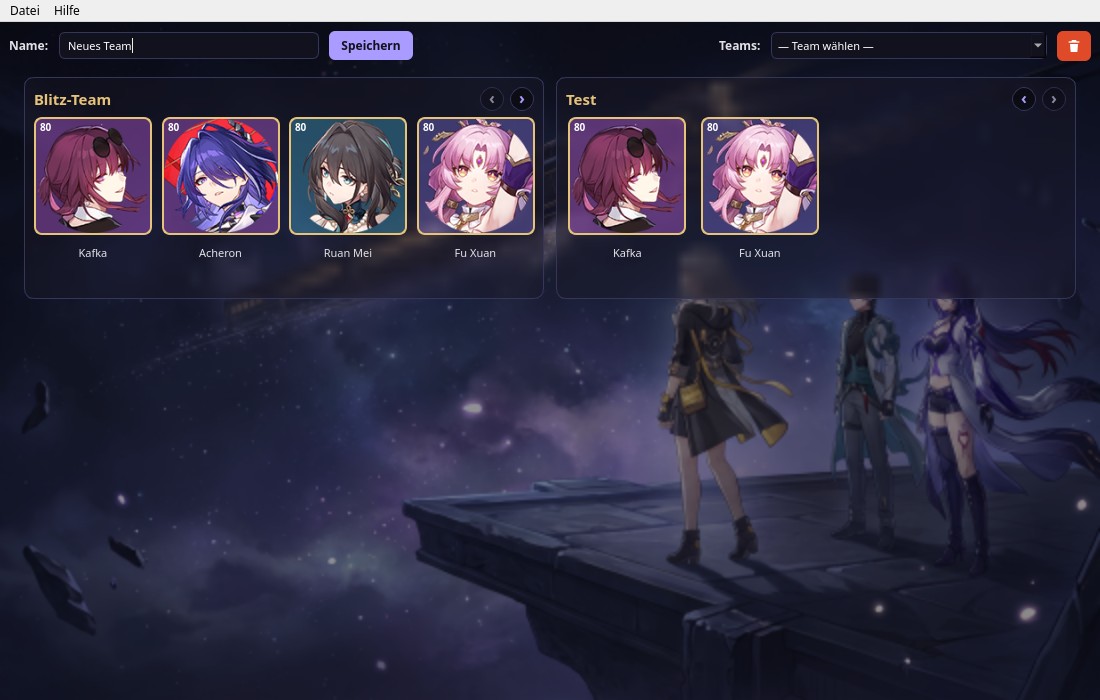 Datei Hilfe
Name: Neues Team Speichern Teams: — Team wählen —
Blitz-Team ‹ ›
80 80 80 80
Kafka Acheron Ruan Mei Fu Xuan
Test ‹ ›
80 80
Kafka Fu Xuan